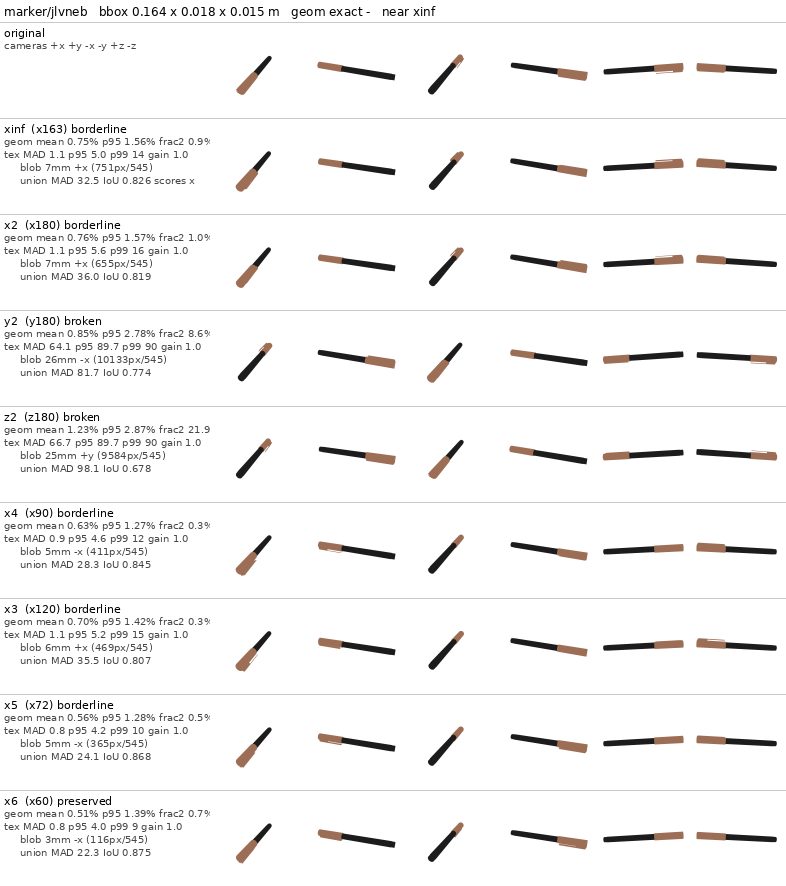 marker/jlvneb   bbox 0.164 x 0.018 x 0.015 m   geom exact -   near xinf
original
cameras +x +y -x -y +z -z
xinf  (x163) borderline
geom mean 0.75% p95 1.56% frac2 0.9%
tex MAD 1.1 p95 5.0 p99 14 gain 1.0
blob 7mm +x (751px/545)
union MAD 32.5 IoU 0.826 scores x
x2  (x180) borderline
geom mean 0.76% p95 1.57% frac2 1.0%
tex MAD 1.1 p95 5.6 p99 16 gain 1.0
blob 7mm +x (655px/545)
union MAD 36.0 IoU 0.819
y2  (y180) broken
geom mean 0.85% p95 2.78% frac2 8.6%
tex MAD 64.1 p95 89.7 p99 90 gain 1.0
blob 26mm -x (10133px/545)
union MAD 81.7 IoU 0.774
z2  (z180) broken
geom mean 1.23% p95 2.87% frac2 21.9
tex MAD 66.7 p95 89.7 p99 90 gain 1.0
blob 25mm +y (9584px/545)
union MAD 98.1 IoU 0.678
x4  (x90) borderline
geom mean 0.63% p95 1.27% frac2 0.3%
tex MAD 0.9 p95 4.6 p99 12 gain 1.0
blob 5mm -x (411px/545)
union MAD 28.3 IoU 0.845
x3  (x120) borderline
geom mean 0.70% p95 1.42% frac2 0.3%
tex MAD 1.1 p95 5.2 p99 15 gain 1.0
blob 6mm +x (469px/545)
union MAD 35.5 IoU 0.807
x5  (x72) borderline
geom mean 0.56% p95 1.28% frac2 0.5%
tex MAD 0.8 p95 4.2 p99 10 gain 1.0
blob 5mm -x (365px/545)
union MAD 24.1 IoU 0.868
x6  (x60) preserved
geom mean 0.51% p95 1.39% frac2 0.7%
tex MAD 0.8 p95 4.0 p99 9 gain 1.0
blob 3mm -x (116px/545)
union MAD 22.3 IoU 0.875